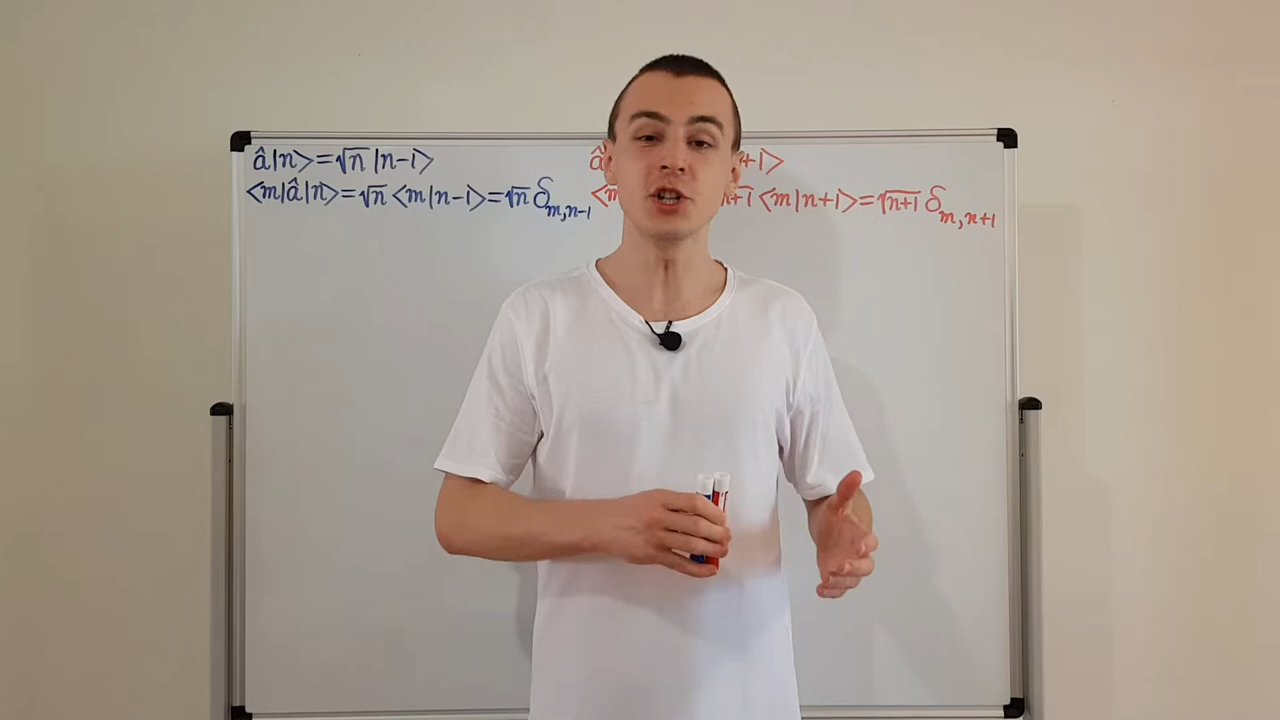 â|n>=√n |n-1>
<m|â|n>=√n <m|n-1>=√n δm,n-1
â +1>
<m +1 <m|n+1>=√n+1 δm,n+1